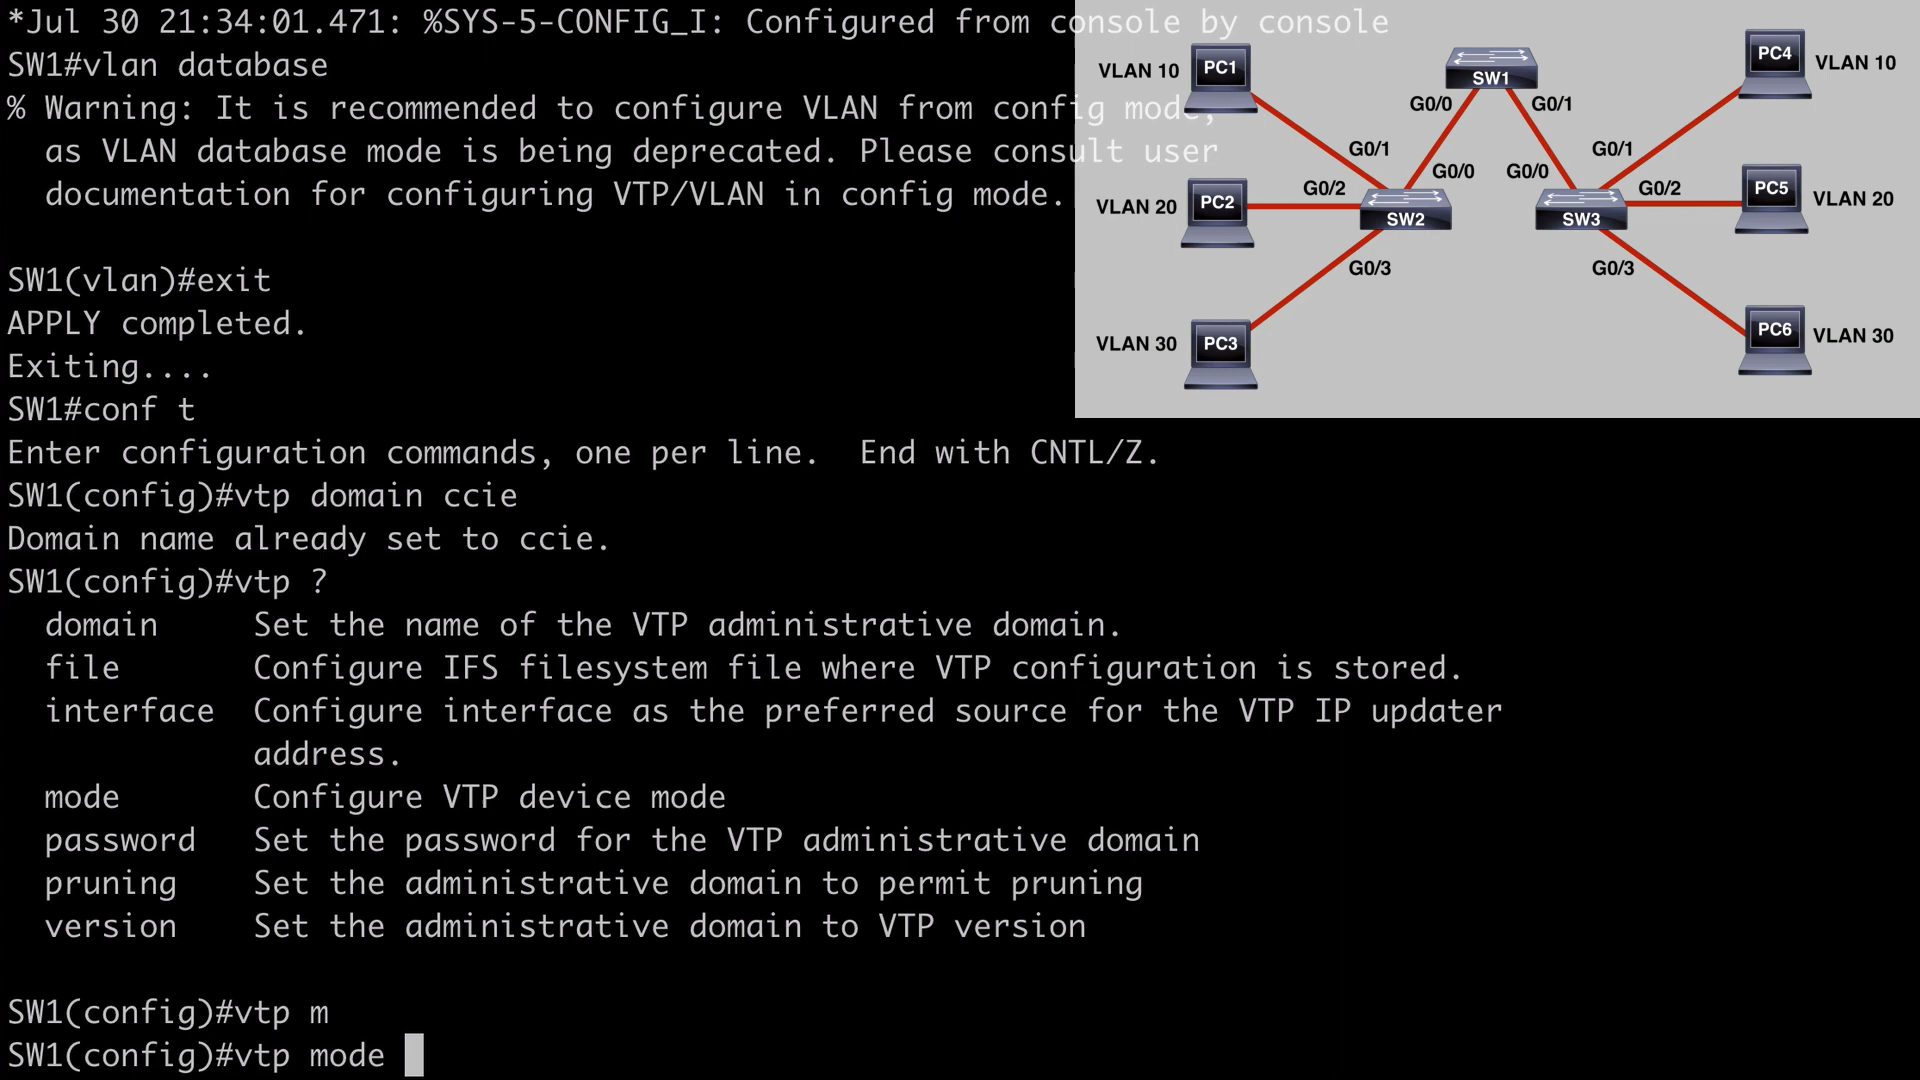 *Jul 30 21:34:01.471: %SYS-5-CONFIG_I: Configured from console by console
SW1#vlan database
% Warning: It is recommended to configure VLAN from config mode,
  as VLAN database mode is being deprecated. Please consult user
  documentation for configuring VTP/VLAN in config mode.
SW1(vlan)#exit
APPLY completed.
Exiting....
SW1#conf t
Enter configuration commands, one per line.  End with CNTL/Z.
SW1(config)#vtp domain ccie
Domain name already set to ccie.
SW1(config)#vtp ?
  domain     Set the name of the VTP administrative domain.
  file       Configure IFS filesystem file where VTP configuration is stored.
  interface  Configure interface as the preferred source for the VTP IP updater
             address.
  mode       Configure VTP device mode
  password   Set the password for the VTP administrative domain
  pruning    Set the administrative domain to permit pruning
  version    Set the administrative domain to VTP version
SW1(config)#vtp m
SW1(config)#vtp mode
VLAN 10 PC1 SW1 PC4 VLAN 10
G0/0 G0/1
G0/1 G0/0 G0/0 G0/1
VLAN 20 PC2 G0/2 SW2 SW3 G0/2 PC5 VLAN 20
G0/3 G0/3
VLAN 30 PC3 PC6 VLAN 30